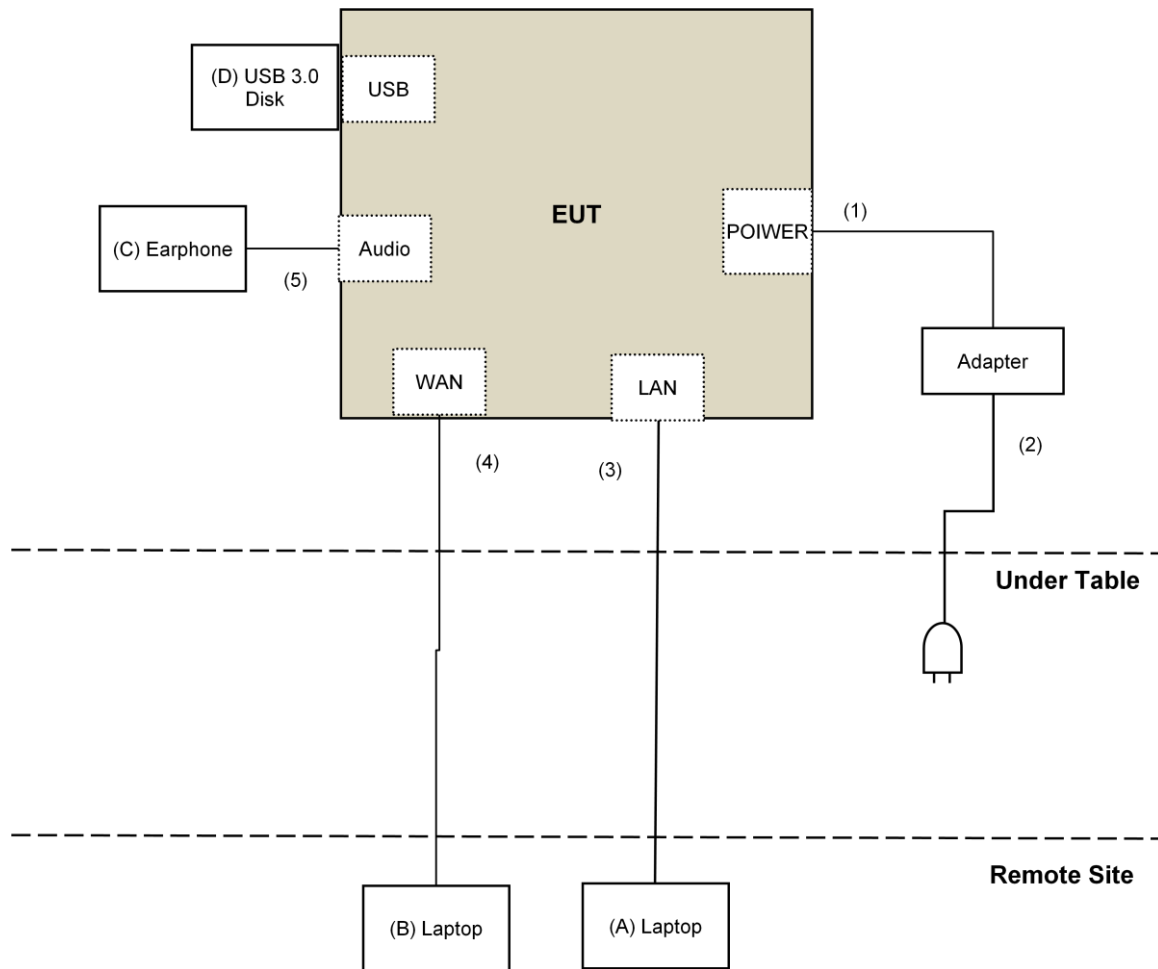 (D) USB 3.0
Disk
USB
EUT
(C) Earphone
(5)
Audio
POIWER
(1)
Adapter
(2)
WAN
LAN
(4)
(3)
Under Table
Remote Site
(B) Laptop
(A) Laptop